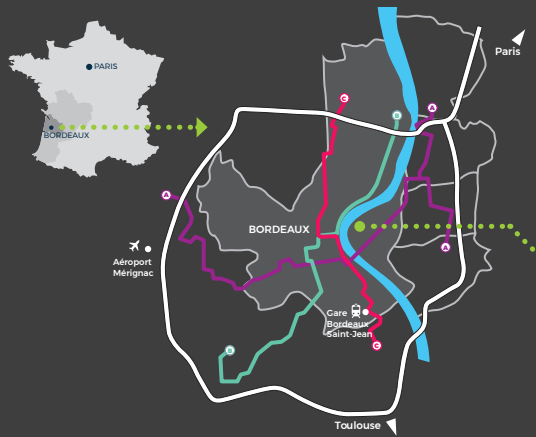 PARIS
BORDEAUX
Paris
C
B
A
A
BORDEAUX
A
Aéroport
Mérignac
Gare
Bordeaux
Saint-Jean
B
C
Toulouse